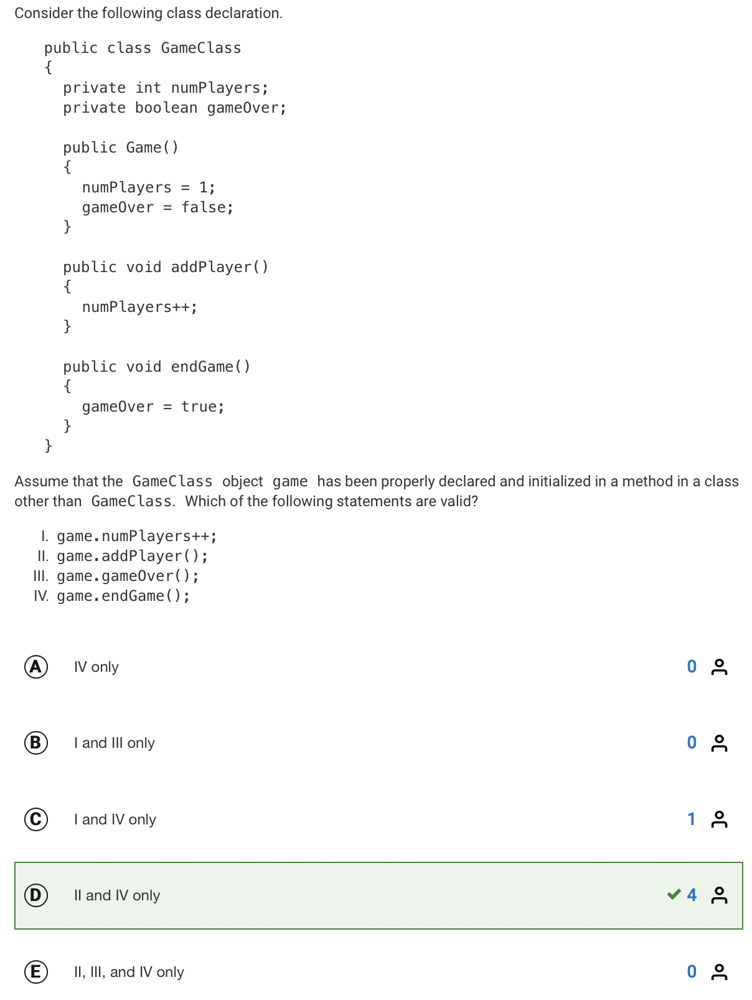 Consider the following class declaration.
public class GameClass
{
private int numPlayers;
private boolean gameOver;
public Game()
{
numPlayers = 1;
gameOver = false;
}
public void addPlayer()
{
numPlayers++;
}
public void endGame()
{
gameOver = true;
}
}
Assume that the GameClass object game has been properly declared and initialized in a method in a class
other than GameClass. Which of the following statements are valid?
I. game.numPlayers++;
II. game.addPlayer();
III. game.gameOver();
IV. game.endGame();
A IV only 0
B I and III only 0
C I and IV only 1
D II and IV only 4
E II, III, and IV only 0